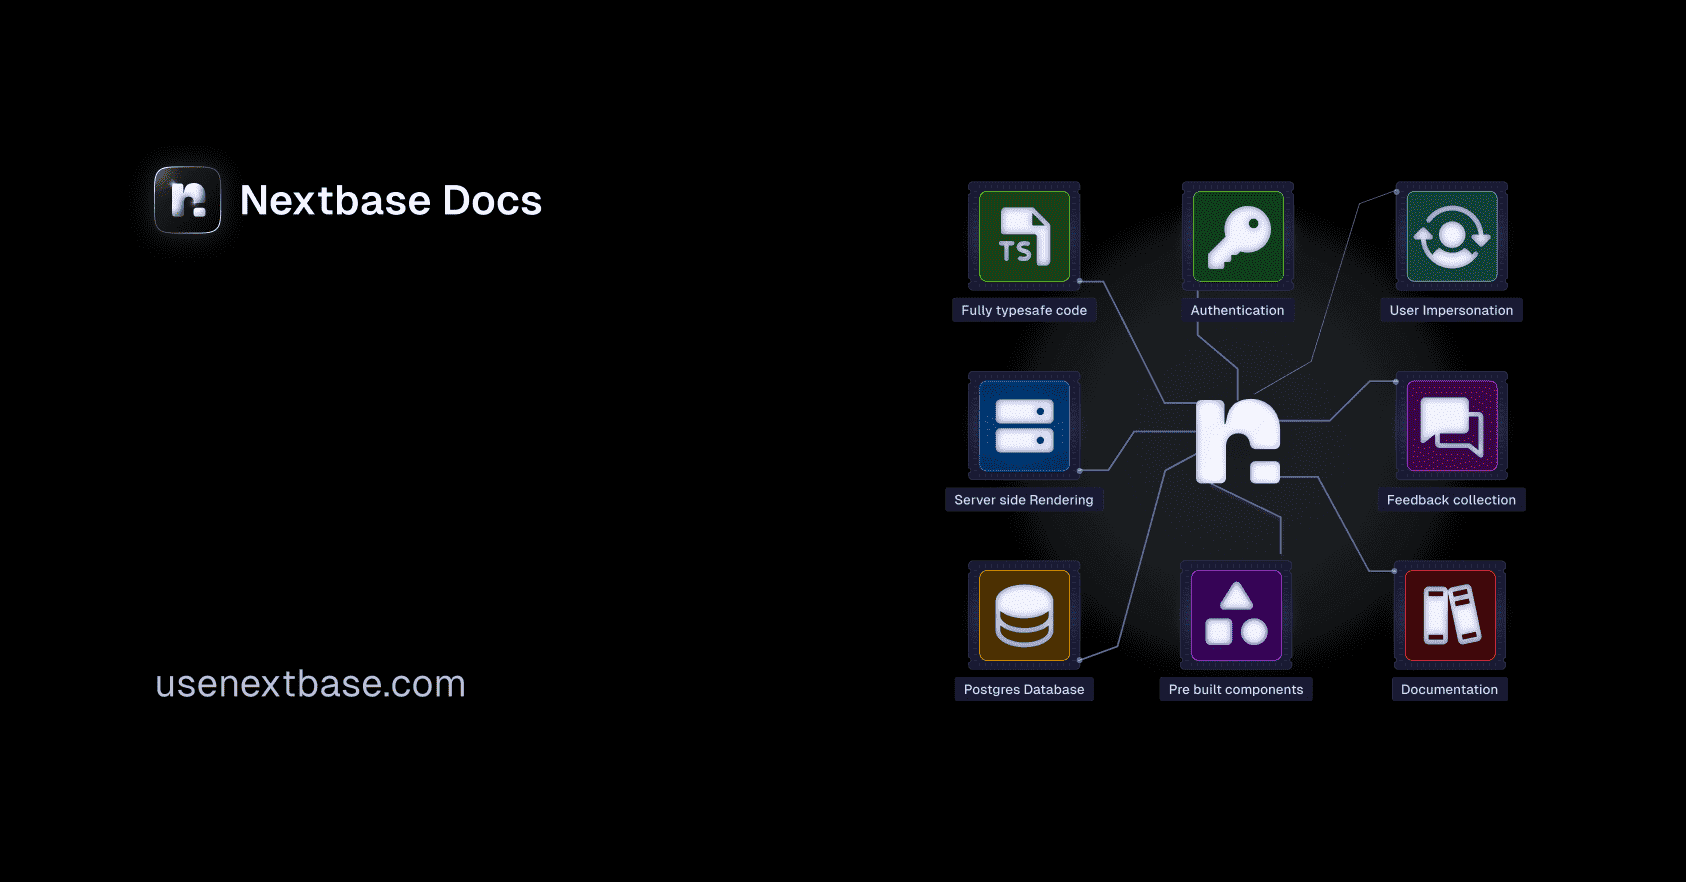 n.
Nextbase Docs
usenextbase.com
TS
Fully typesafe code
Authentication
User Impersonation
n.
Server side Rendering
Feedback collection
Postgres Database
Pre built components
Documentation